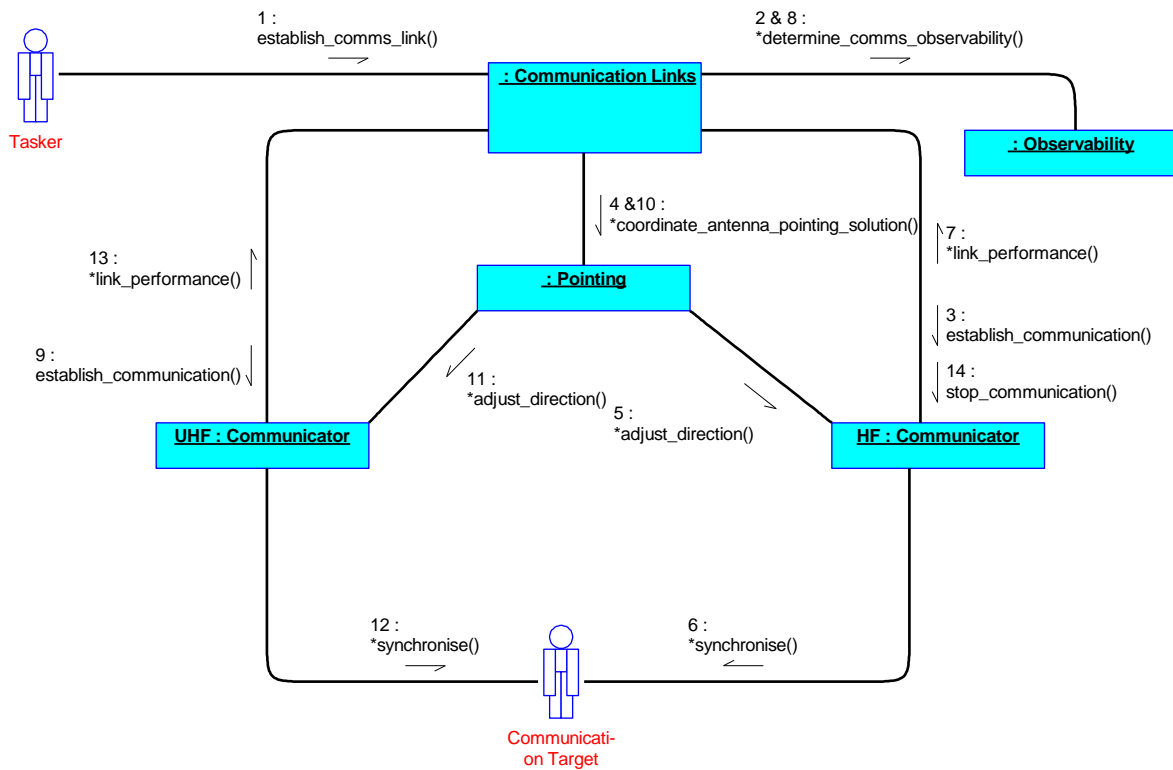 1 :
establish_comms_link()
2 & 8 :
*determine_comms_observability()
: Communication Links
Tasker
: Observability
4 &10 :
*coordinate_antenna_pointing_solution()
7 :
*link_performance()
13 :
*link_performance()
: Pointing
3 :
establish_communication()
9 :
establish_communication()
11 :
*adjust_direction()
14 :
stop_communication()
5 :
*adjust_direction()
UHF : Communicator
HF : Communicator
12 :
*synchronise()
6 :
*synchronise()
Communicati-
on Target